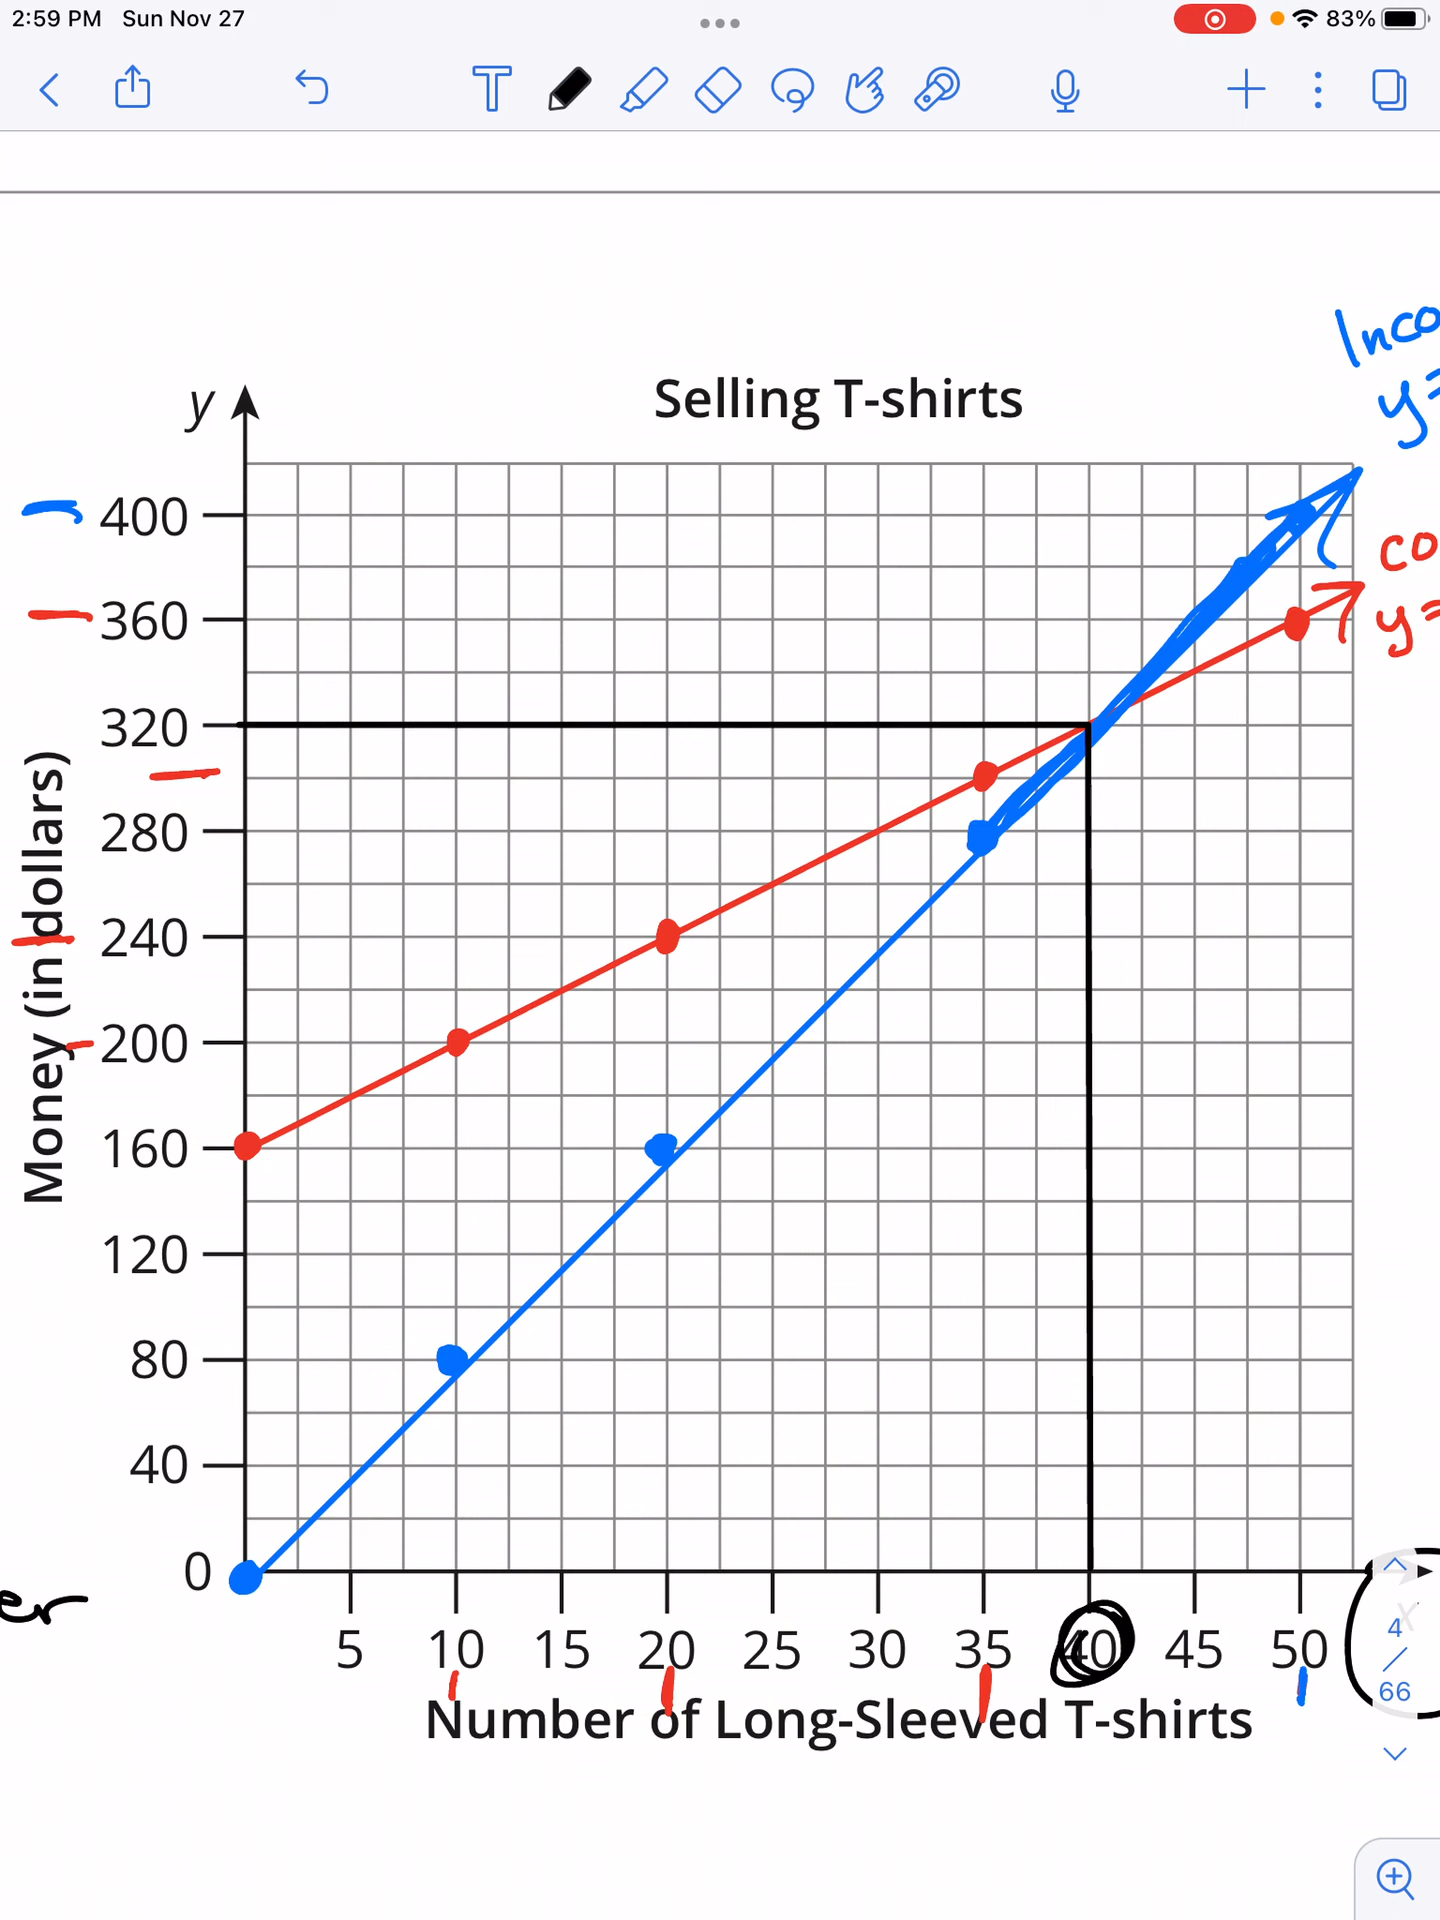 2:59 PM Sun Nov 27
83%
Inco
y=
Selling T-shirts
y
400
co
360
y=
320
280
240
200
160
120
80
40
0
Money (in dollars)
er
x
5 10 15 20 25 30 35 40 45 50
Number of Long-Sleeved T-shirts
4
/
66